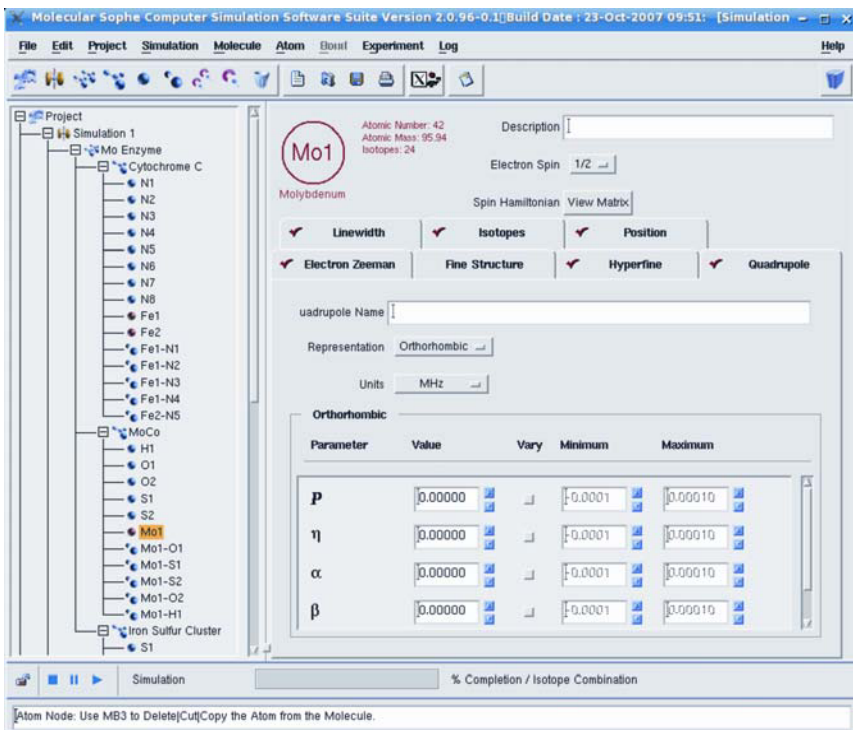 Molecular Sophe Computer Simulation Software Suite Version 2.0.96-0.1▯Build Date : 23-Oct-2007 09:51: [Simulation
File Edit Project Simulation Molecule Atom Bond Experiment Log Help
Project
Simulation 1
Mo Enzyme
Cytochrome C
N1
N2
N3
N4
N5
N6
N7
N8
Fe1
Fe2
Fe1-N1
Fe1-N2
Fe1-N3
Fe1-N4
Fe2-N5
MoCo
H1
O1
O2
S1
S2
Mo1
Mo1-O1
Mo1-S1
Mo1-S2
Mo1-O2
Mo1-H1
Iron Sulfur Cluster
S1
Mo1
Molybdenum
Atomic Number: 42
Atomic Mass: 95.94
Isotopes: 24
Description
Electron Spin 1/2
Spin Hamiltonian View Matrix
Linewidth Isotopes Position
Electron Zeeman Fine Structure Hyperfine Quadrupole
uadrupole Name
Representation Orthorhombic
Units MHz
Orthorhombic
Parameter Value Vary Minimum Maximum
P 0.00000 -0.0001 0.00010
η 0.00000 -0.0001 0.00010
α 0.00000 -0.0001 0.00010
β 0.00000 -0.0001 0.00010
Simulation % Completion / Isotope Combination
Atom Node: Use MB3 to Delete|Cut|Copy the Atom from the Molecule.